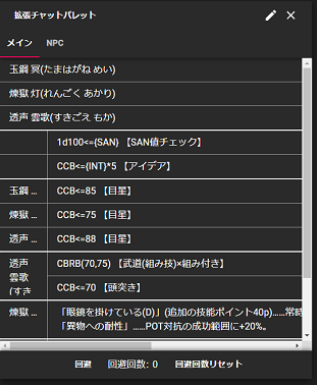 拡張チャットパレット
メイン NPC
玉鋼 冥(たまはがね めい)
煉獄 灯(れんごく あかり)
透声 雲歌(すきごえ もか)
1d100<={SAN} 【SAN値チェック】
CCB<={INT}*5 【アイデア】
玉鋼 ... CCB<=85 【目星】
煉獄 ... CCB<=75 【目星】
透声 ... CCB<=88 【目星】
透声 CBRB(70,75) 【武道(組み技)×組み付き】
雲歌
(すき CCB<=70 【頭突き】
煉獄 ... 「眼鏡を掛けている(D)」(追加の技能ポイント40p)……常時
「異物への耐性」……POT対抗の成功範囲に+20%。
回避 回避回数: 0 回避回数リセット